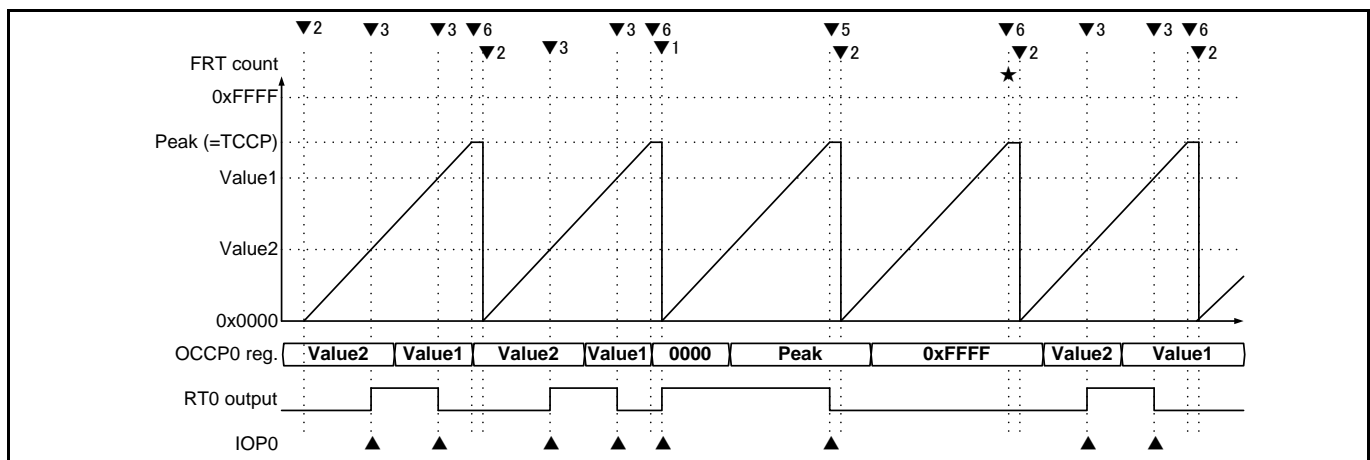 ▼2 ▼3 ▼3 ▼6 ▼3 ▼6 ▼5 ▼6 ▼3 ▼3 ▼6
▼2 ▼3 ▼1 ▼2 ▼2 ▼2
FRT count
★
0xFFFF
Peak (=TCCP)
Value1
Value2
0x0000
OCCP0 reg. Value2 Value1 Value2 Value1 0000 Peak 0xFFFF Value2 Value1
RT0 output
IOP0 ▲ ▲ ▲ ▲ ▲ ▲ ▲ ▲